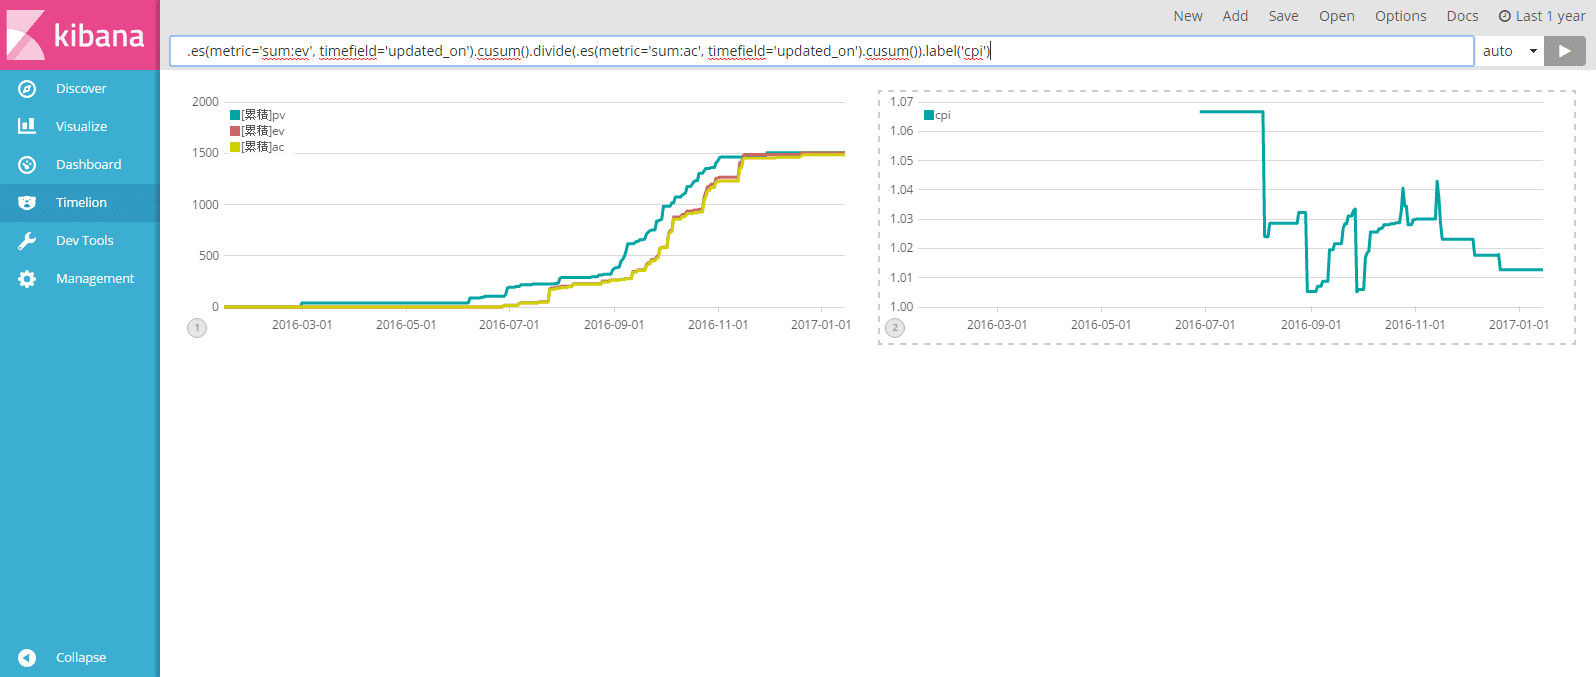 kibana
New Add Save Open Options Docs Last 1 year
.es(metric='sum:ev', timefield='updated_on').cusum().divide(.es(metric='sum:ac', timefield='updated_on').cusum()).label('cpi')
auto
Discover
Visualize
Dashboard
Timelion
Dev Tools
Management
Collapse
2000
1500
1000
500
0
[累積]pv
[累積]ev
[累積]ac
2016-03-01 2016-05-01 2016-07-01 2016-09-01 2016-11-01 2017-01-01
1
1.07
1.06
1.05
1.04
1.03
1.02
1.01
1.00
cpi
2016-03-01 2016-05-01 2016-07-01 2016-09-01 2016-11-01 2017-01-01
2